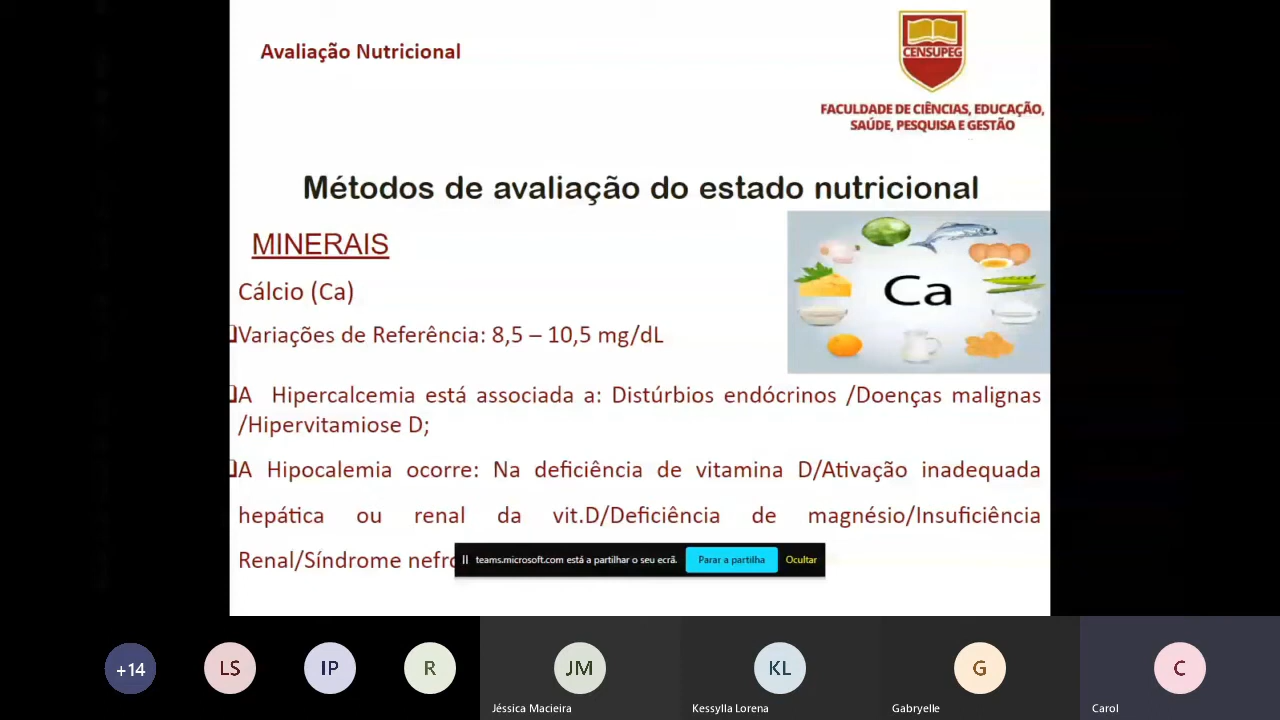 Avaliação Nutricional
CENSUPEG
FACULDADE DE CIÊNCIAS, EDUCAÇÃO,
SAÚDE, PESQUISA E GESTÃO
Métodos de avaliação do estado nutricional
MINERAIS
Ca
Cálcio (Ca)
Variações de Referência: 8,5 – 10,5 mg/dL
A Hipercalcemia está associada a: Distúrbios endócrinos /Doenças malignas
/Hipervitamiose D;
A Hipocalemia ocorre: Na deficiência de vitamina D/Ativação inadequada
hepática ou renal da vit.D/Deficiência de magnésio/Insuficiência
Renal/Síndrome nefro
teams.microsoft.com está a partilhar o seu ecrã. Parar a partilha Ocultar
+14 LS IP R JM KL G C
Jéssica Macieira Kessylla Lorena Gabryelle Carol